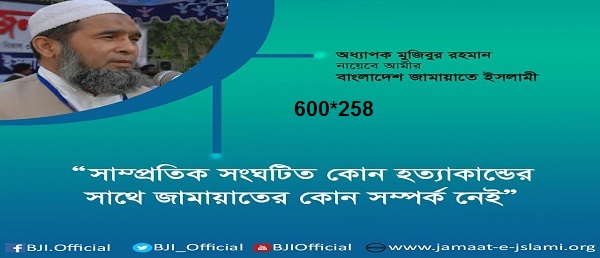 অধ্যাপক মুজিবুর রহমান
নায়েবে আমীর
বাংলাদেশ জামায়াতে ইসলামী
600*258
“সাম্প্রতিক সংঘটিত কোন হত্যাকান্ডের
সাথে জামায়াতের কোন সম্পর্ক নেই”
BJI.Official BJI_Official BJIOfficial www.jamaat-e-islami.org